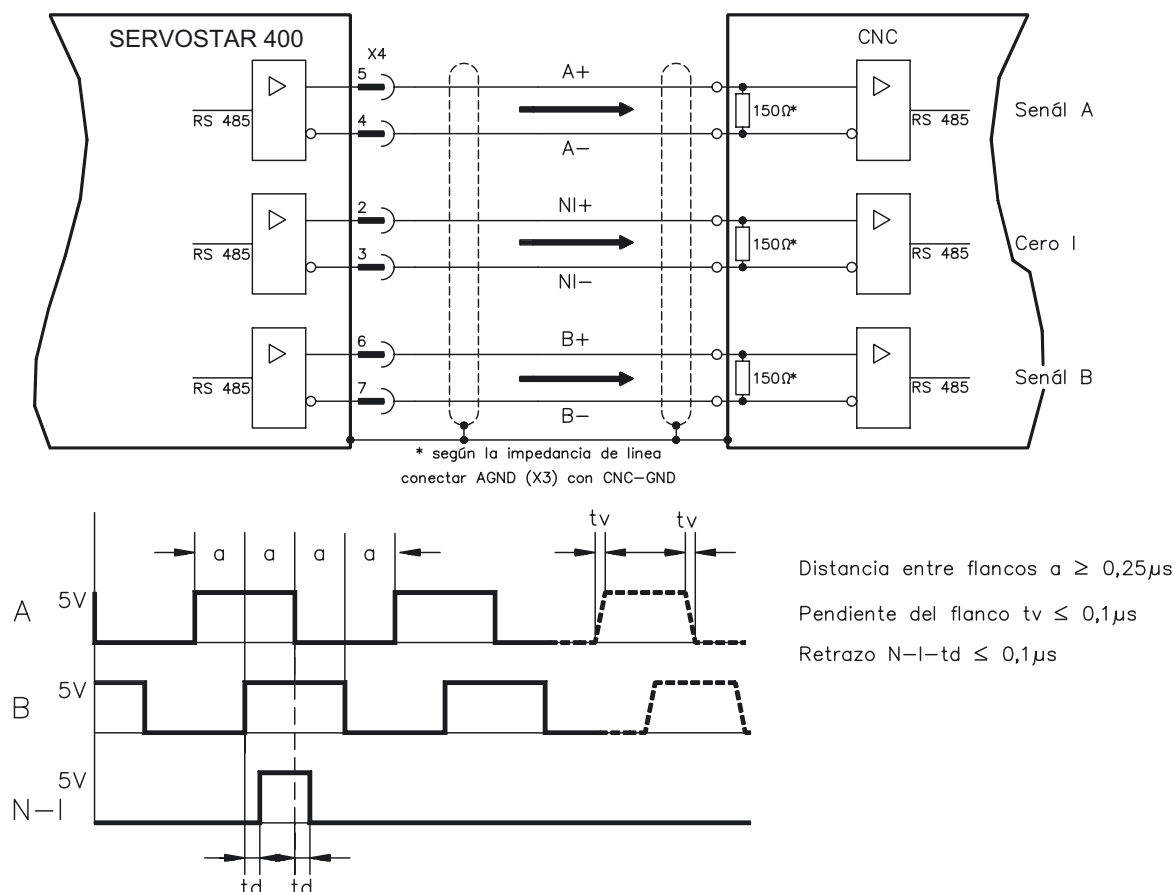 SERVOSTAR 400
CNC
X4
5
A+
150Ω*
RS 485
4
A-
RS 485
Senál A
2
NI+
150Ω*
RS 485
3
NI-
RS 485
Cero I
6
B+
150Ω*
RS 485
7
B-
RS 485
Senál B
* según la impedancia de linea
conectar AGND (X3) con CNC-GND
a a a a
tv tv
A 5V
B 5V
N-I 5V
td td
Distancia entre flancos a ≥ 0,25µs
Pendiente del flanco tv ≤ 0,1µs
Retrazo N-I-td ≤ 0,1µs